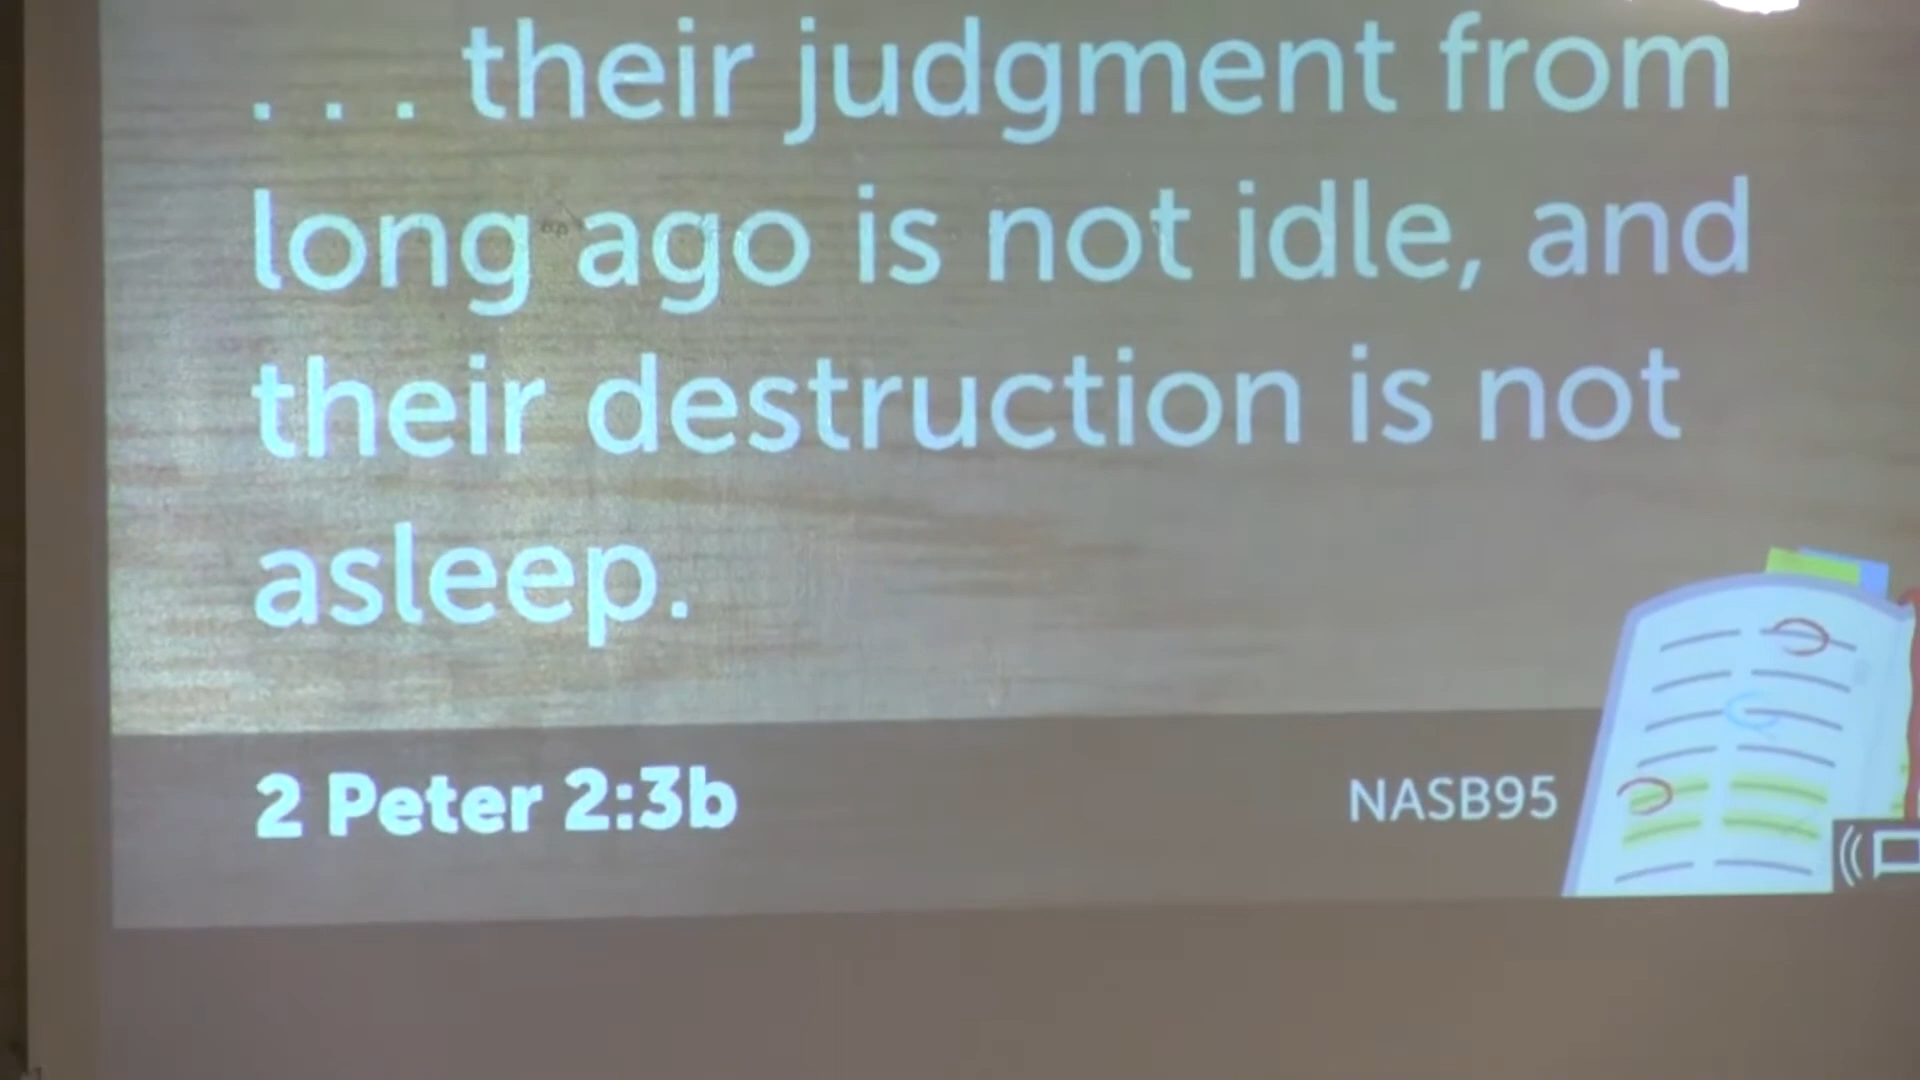 . . . their judgment from
long ago is not idle, and
their destruction is not
asleep.
2 Peter 2:3b
NASB95